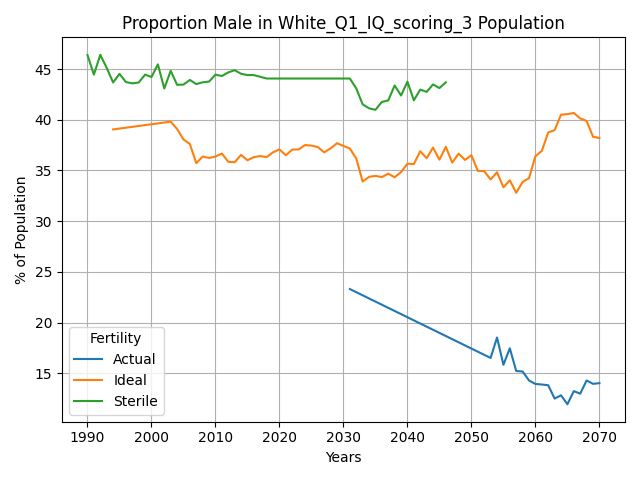 Proportion Male in White_Q1_IQ_scoring_3 Population
% of Population
45
40
35
30
25
20
15
Fertility
Actual
Ideal
Sterile
1990 2000 2010 2020 2030 2040 2050 2060 2070
Years